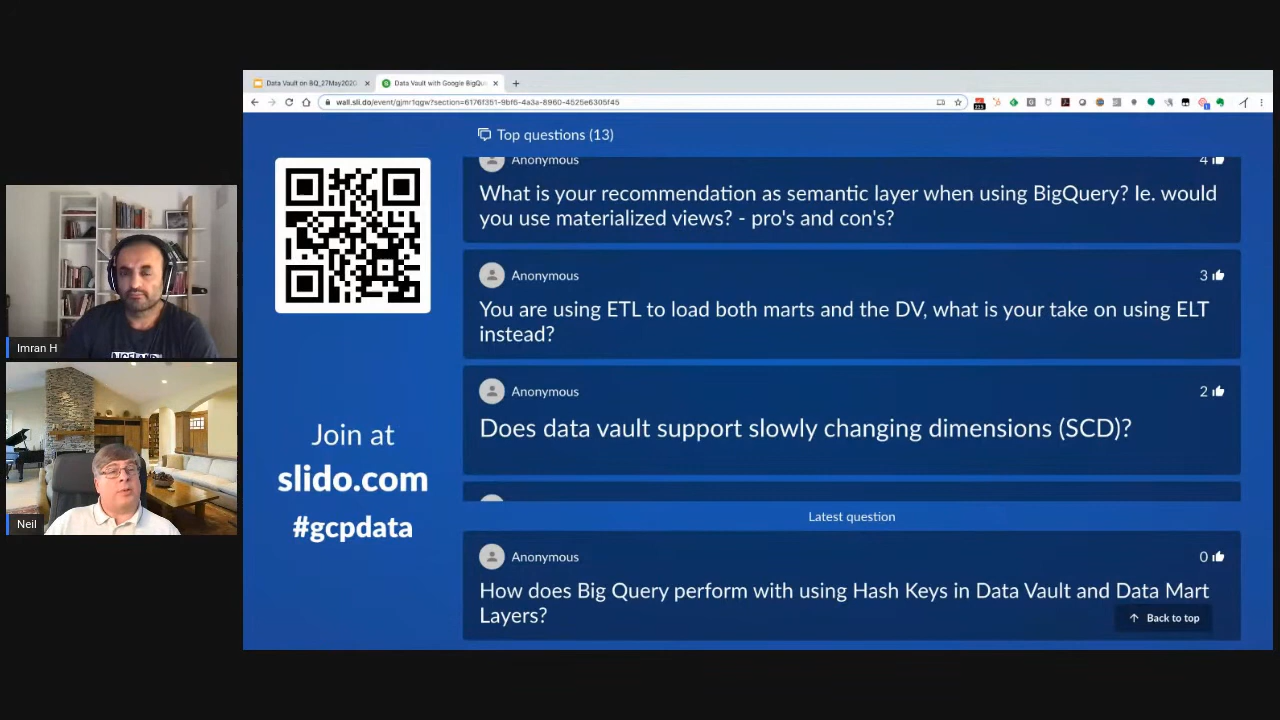 Data Vault on BQ_27May2020
Data Vault with Google BigQu
wall.sli.do/event/gjmr1qgw?section=6176f351-9bf6-4a3a-8960-4525e6305f45
Top questions (13)
Anonymous
4
What is your recommendation as semantic layer when using BigQuery? Ie. would
you use materialized views? - pro's and con's?
Anonymous
3
You are using ETL to load both marts and the DV, what is your take on using ELT
instead?
Anonymous
2
Does data vault support slowly changing dimensions (SCD)?
Latest question
Anonymous
0
How does Big Query perform with using Hash Keys in Data Vault and Data Mart
Layers?
Back to top
Join at
slido.com
#gcpdata
Imran H
Neil